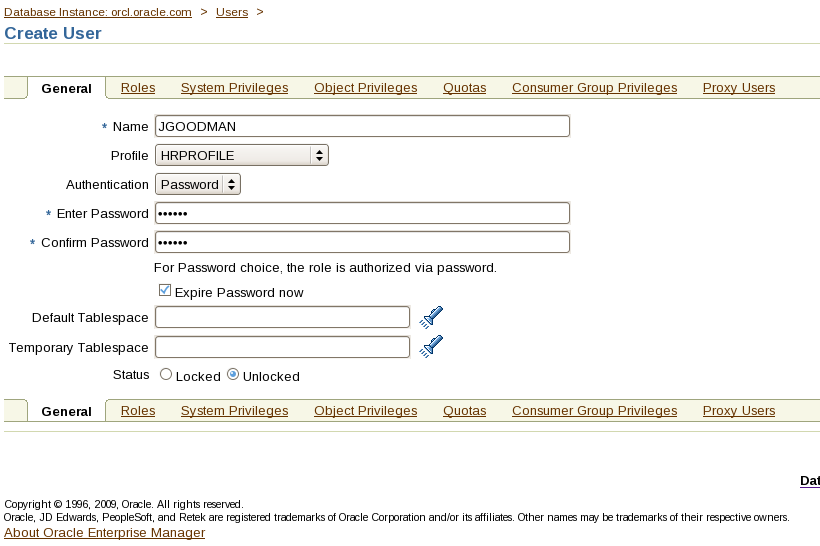 Database Instance: orcl.oracle.com > Users >
Create User
General Roles System Privileges Object Privileges Quotas Consumer Group Privileges Proxy Users
* Name JGOODMAN
Profile HRPROFILE
Authentication Password
* Enter Password ••••••
* Confirm Password ••••••
For Password choice, the role is authorized via password.
Expire Password now
Default Tablespace
Temporary Tablespace
Status Locked Unlocked
General Roles System Privileges Object Privileges Quotas Consumer Group Privileges Proxy Users
Dat
Copyright © 1996, 2009, Oracle. All rights reserved.
Oracle, JD Edwards, PeopleSoft, and Retek are registered trademarks of Oracle Corporation and/or its affiliates. Other names may be trademarks of their respective owners.
About Oracle Enterprise Manager